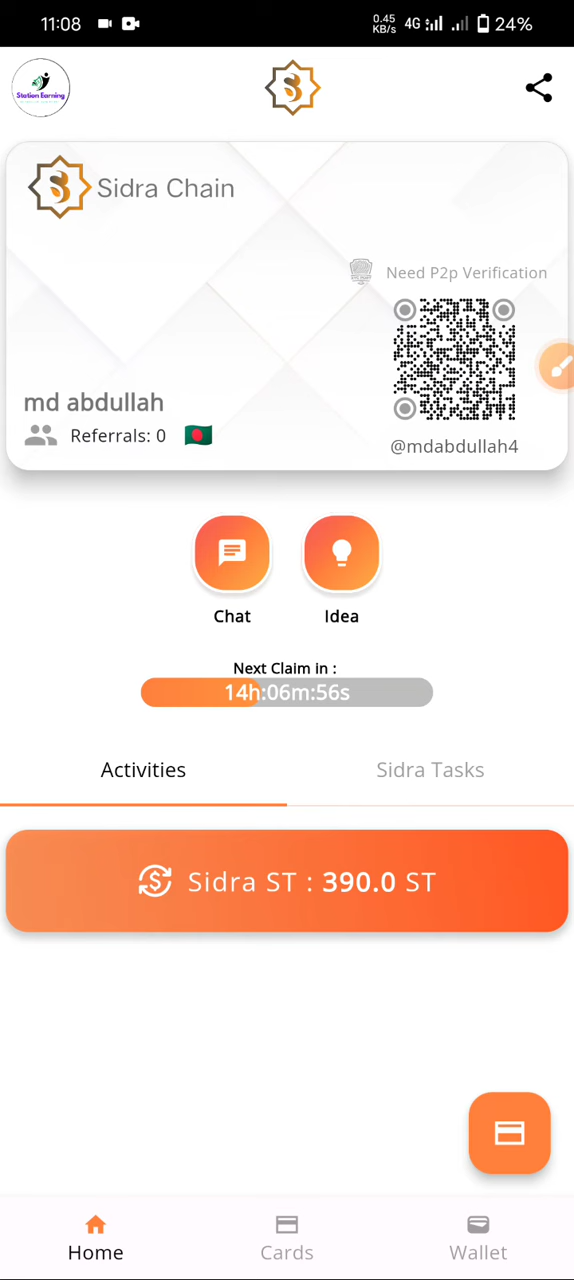 11:08
0.45
KB/s
4G
24%
Station Earning
Sidra Chain
Need P2p Verification
md abdullah
Referrals: 0
@mdabdullah4
Chat
Idea
Next Claim in :
14h:06m:56s
Activities
Sidra Tasks
Sidra ST : 390.0 ST
Home
Cards
Wallet